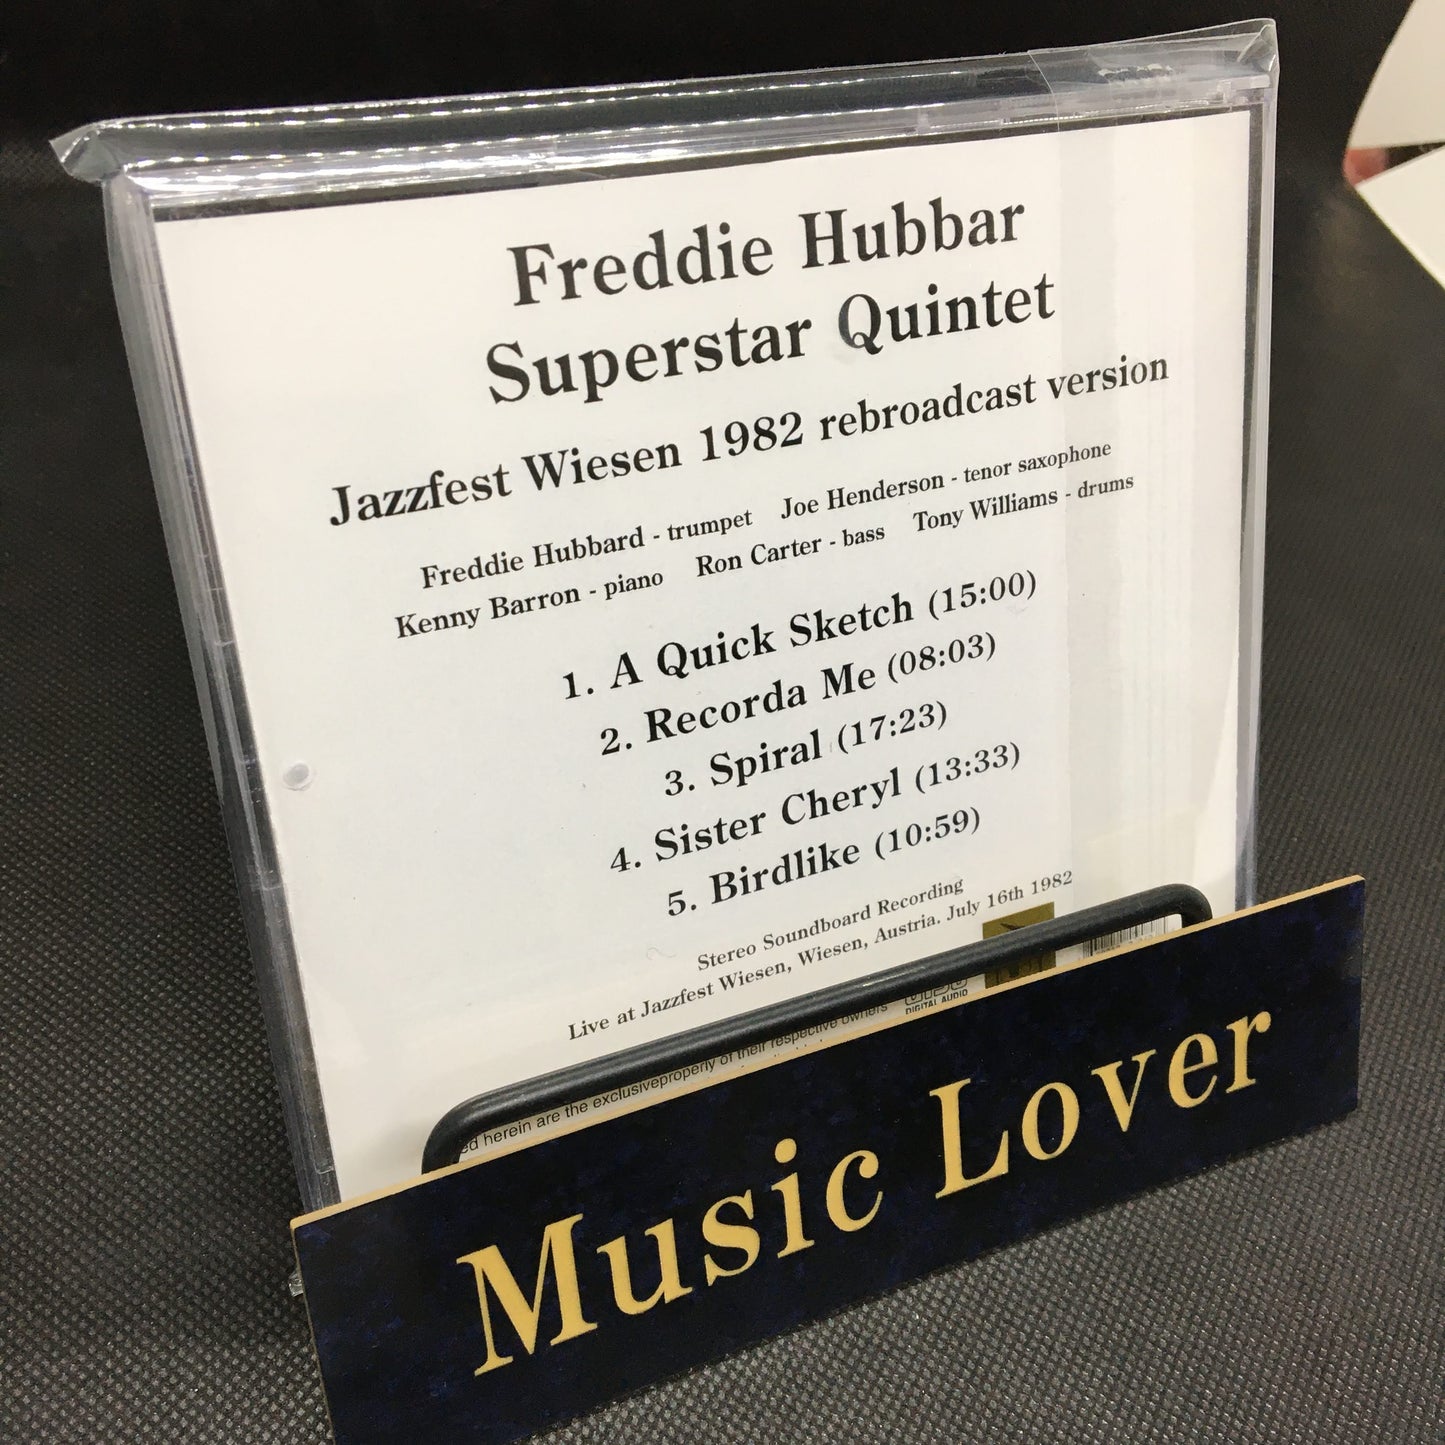 Freddie Hubbar
Superstar Quintet
Jazzfest Wiesen 1982 rebroadcast version
Freddie Hubbard - trumpet Joe Henderson - tenor saxophone
Kenny Barron - piano Ron Carter - bass Tony Williams - drums
1. A Quick Sketch (15:00)
2. Recorda Me (08:03)
3. Spiral (17:23)
4. Sister Cheryl (13:33)
5. Birdlike (10:59)
Stereo Soundboard Recording
Live at Jazzfest Wiesen, Wiesen, Austria. July 16th 1982
DIGITAL AUDIO
herein are the exclusiveproperly of their respective owners
Music Lover